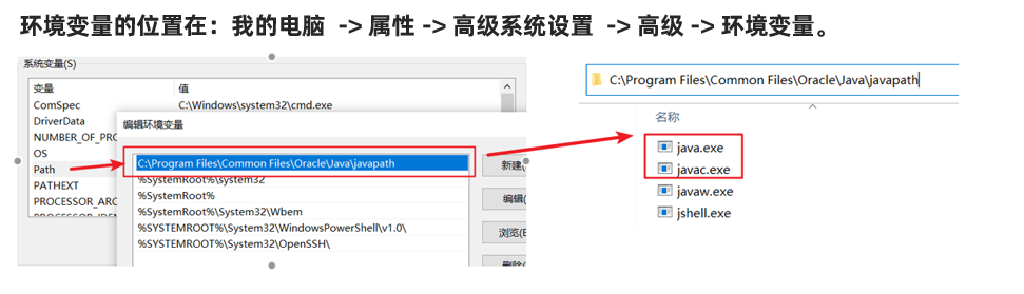 环境变量的位置在：我的电脑 -> 属性 -> 高级系统设置 -> 高级 -> 环境变量。
系统变量(S)
变量 值
ComSpec C:\Windows\system32\cmd.exe
DriverData
NUMBER_OF_PRO
OS
Path
PATHEXT
PROCESSOR_ARC
PROCESSOR_IDEN
编辑环境变量
C:\Program Files\Common Files\Oracle\Java\javapath
%SystemRoot%\system32
%SystemRoot%
%SystemRoot%\System32\Wbem
%SYSTEMROOT%\System32\WindowsPowerShell\v1.0\
%SYSTEMROOT%\System32\OpenSSH\
新建(
编辑(
浏览(B
删除(
C:\Program Files\Common Files\Oracle\Java\javapath
名称
java.exe
javac.exe
javaw.exe
jshell.exe